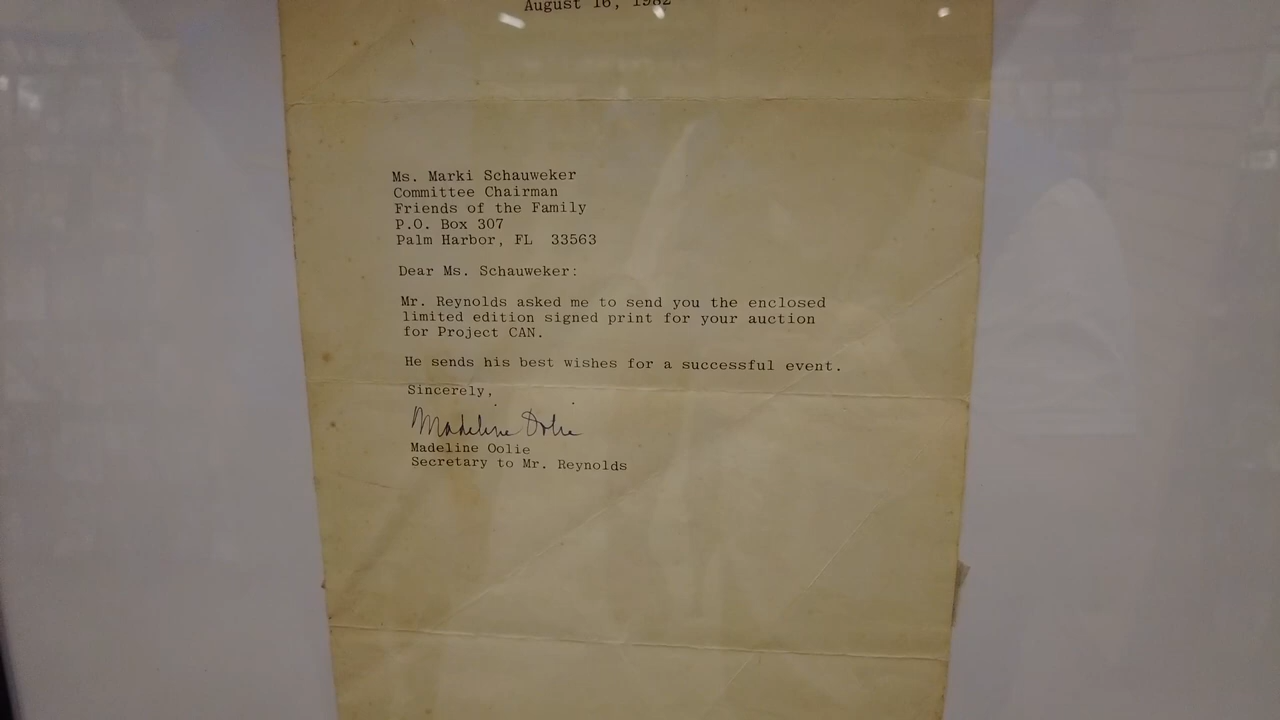 August 16, 1982
Ms. Marki Schauweker
Committee Chairman
Friends of the Family
P.O. Box 307
Palm Harbor, FL  33563
Dear Ms. Schauweker:
Mr. Reynolds asked me to send you the enclosed
limited edition signed print for your auction
for Project CAN.
He sends his best wishes for a successful event.
Sincerely,
Madeline Oolie
Madeline Oolie
Secretary to Mr. Reynolds